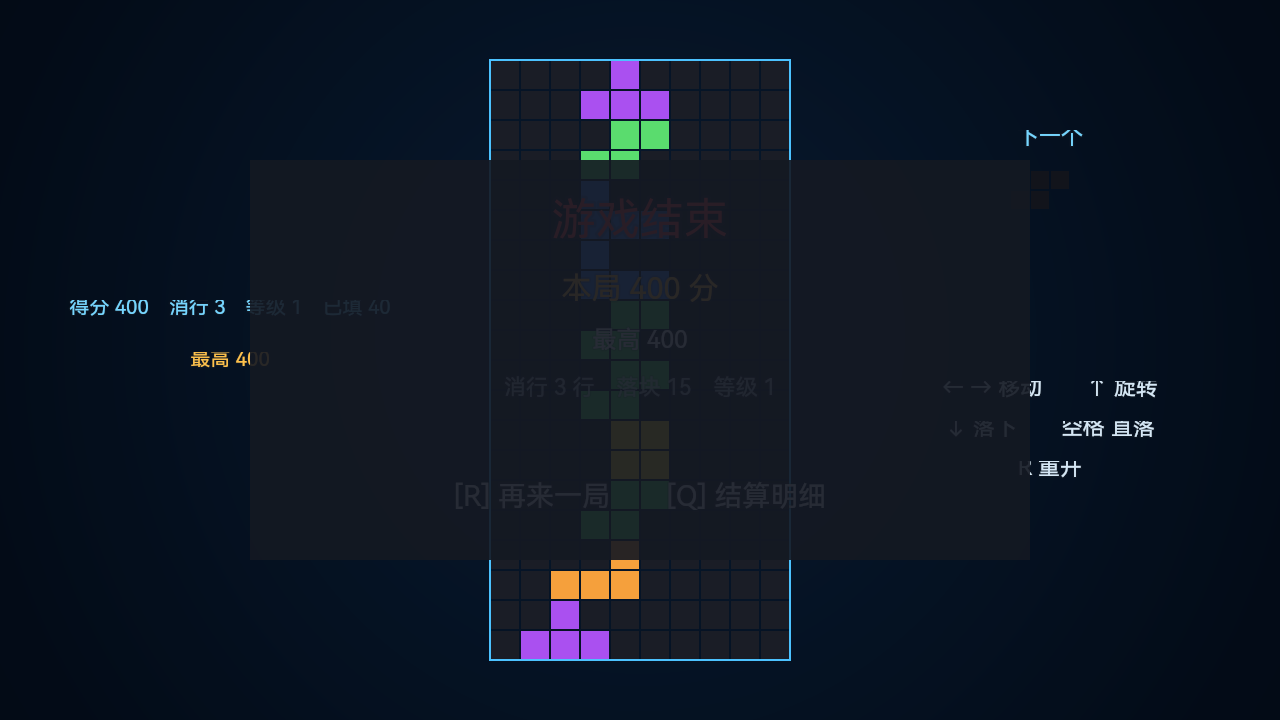 下一个
游戏结束
本局 400 分
得分 400 消行 3 等级 1 已填 40
最高 400
最高 400
消行 3 行 落块 15 等级 1
← → 移动 ↑ 旋转
↓ 落下 空格 直落
R 重开
[R] 再来一局 [Q] 结算明细